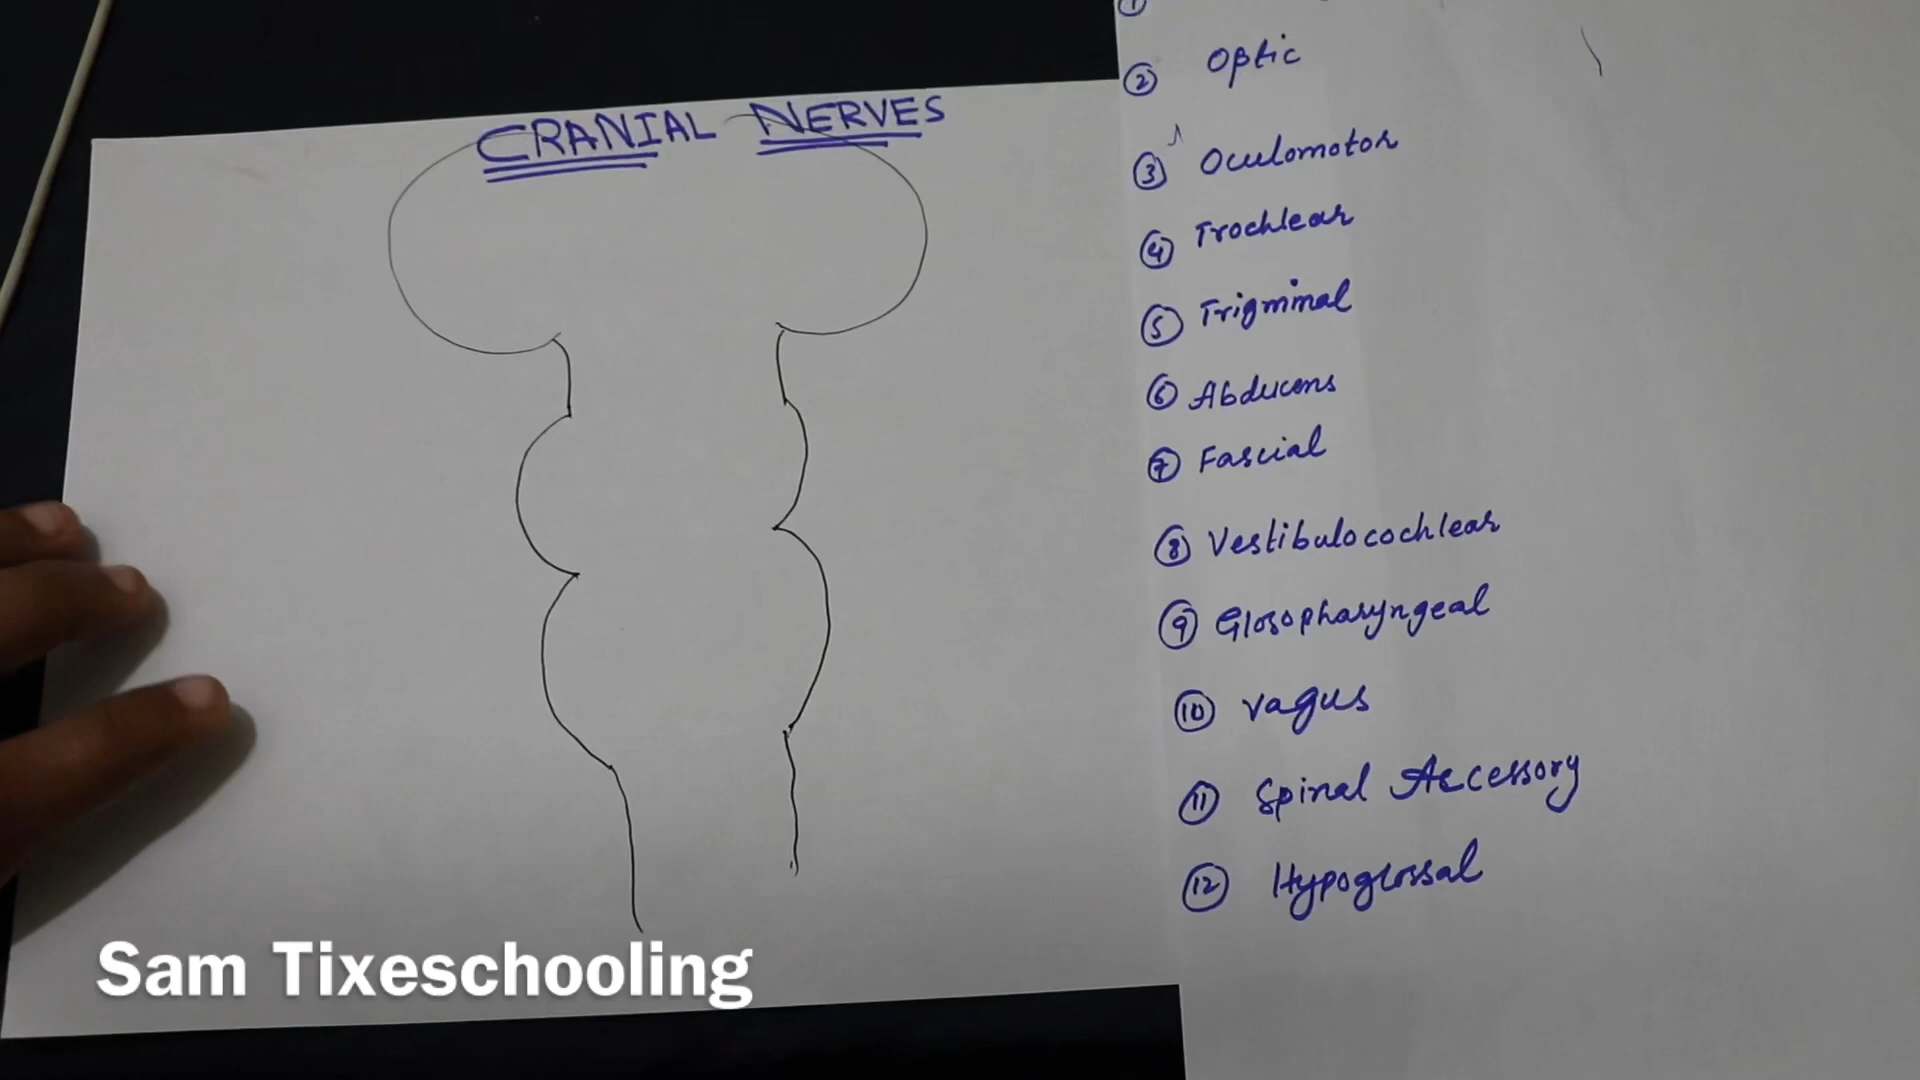 CRANIAL NERVES
①
② Optic
③ Oculomotor
④ Trochlear
⑤ Trigminal
⑥ Abducens
⑦ Fascial
⑧ Vestibulocochlear
⑨ Glosopharyngeal
⑩ Vagus
⑪ Spinal Accessory
⑫ Hypoglossal
Sam Tixeschooling